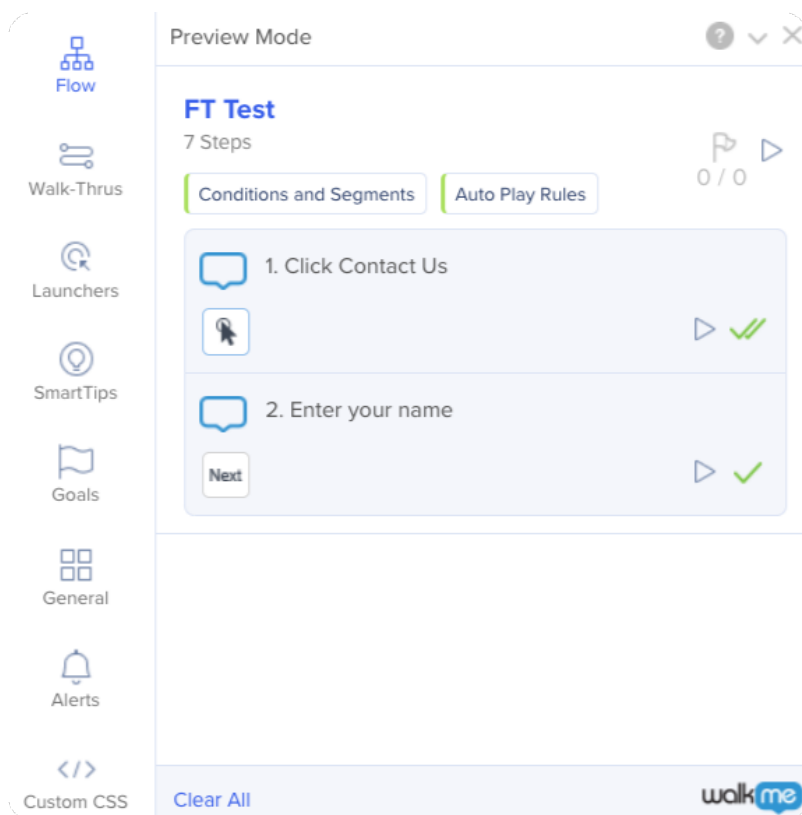 Preview Mode
?
Flow
FT Test
7 Steps
0 / 0
Conditions and Segments
Auto Play Rules
Walk-Thrus
1. Click Contact Us
Launchers
SmartTips
2. Enter your name
Next
Goals
General
Alerts
</>
Custom CSS
Clear All
walkme